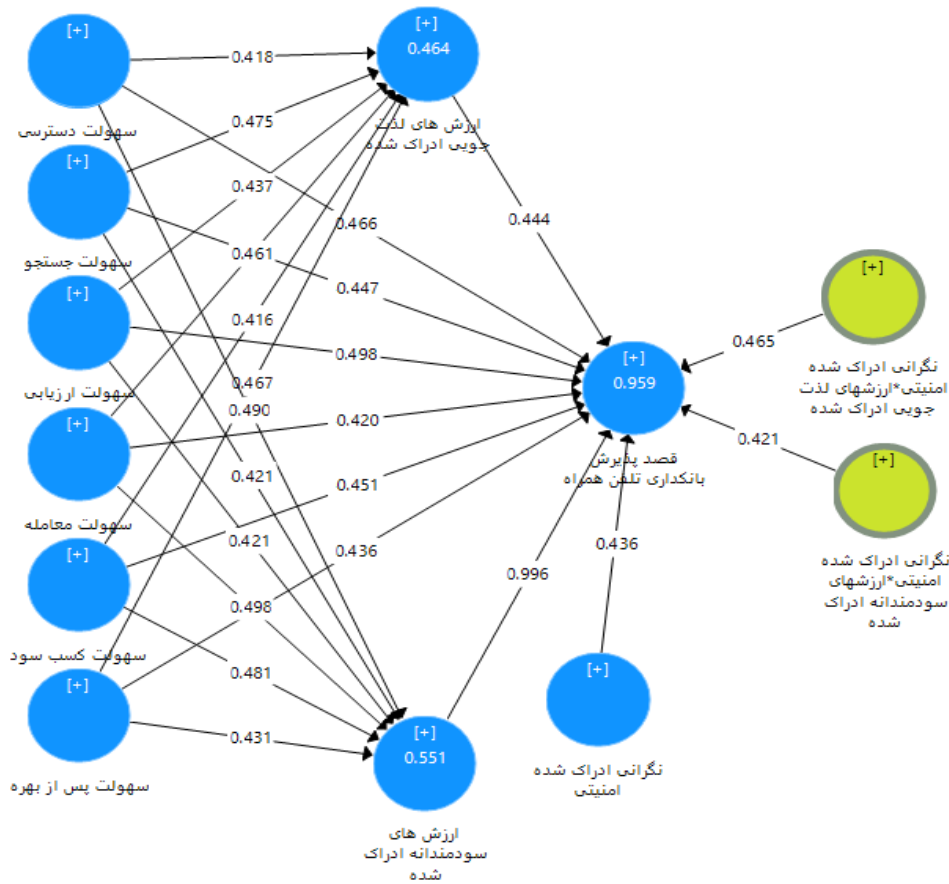 [+]
سهولت دسترسی
[+]
سهولت جستجو
[+]
سهولت ارزیابی
[+]
سهولت معامله
[+]
سهولت کسب سود
[+]
سهولت پس از بهره
[+]
0.464
ارزش های لذت
جویی ادراک شده
0.418
0.475
0.437
0.461
0.416
0.467
0.490
0.421
0.421
0.498
0.481
0.431
0.466
0.447
0.498
0.420
0.451
0.436
0.444
0.996
0.436
[+]
0.959
قصد پذیرش
بانکداری تلفن همراه
[+]
0.551
ارزش های
سودمندانه ادراک
شده
[+]
نگرانی ادراک شده
امنیتی
0.465
[+]
نگرانی ادراک شده
امنیتی*ارزشهای لذت
جویی ادراک شده
0.421
[+]
نگرانی ادراک شده
امنیتی*ارزشهای
سودمندانه ادراک
شده